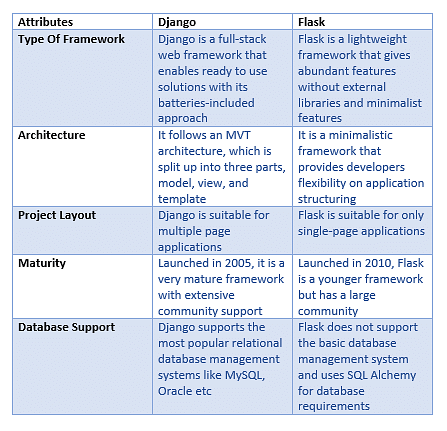 Attributes Django Flask
Type Of Framework
Django is a full-stack
web framework that
enables ready to use
solutions with its
batteries-included
approach
Flask is a lightweight
framework that gives
abundant features
without external
libraries and minimalist
features
Architecture
It follows an MVT
architecture, which is
split up into three parts,
model, view, and
template
It is a minimalistic
framework that
provides developers
flexibility on application
structuring
Project Layout
Django is suitable for
multiple page
applications
Flask is suitable for only
single-page applications
Maturity
Launched in 2005, it is a
very mature framework
with extensive
community support
Launched in 2010, Flask
is a younger framework
but has a large
community
Database Support
Django supports the
most popular relational
database management
systems like MySQL,
Oracle etc
Flask does not support
the basic database
management system
and uses SQL Alchemy
for database
requirements